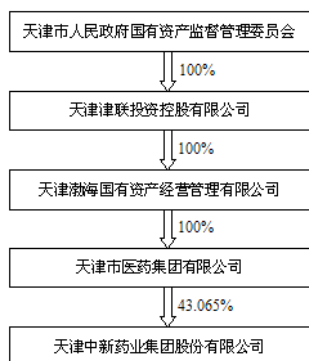 天津市人民政府国有资产监督管理委员会
100%
天津津联投资控股有限公司
100%
天津渤海国有资产经营管理有限公司
100%
天津市医药集团有限公司
43.065%
天津中新药业集团股份有限公司